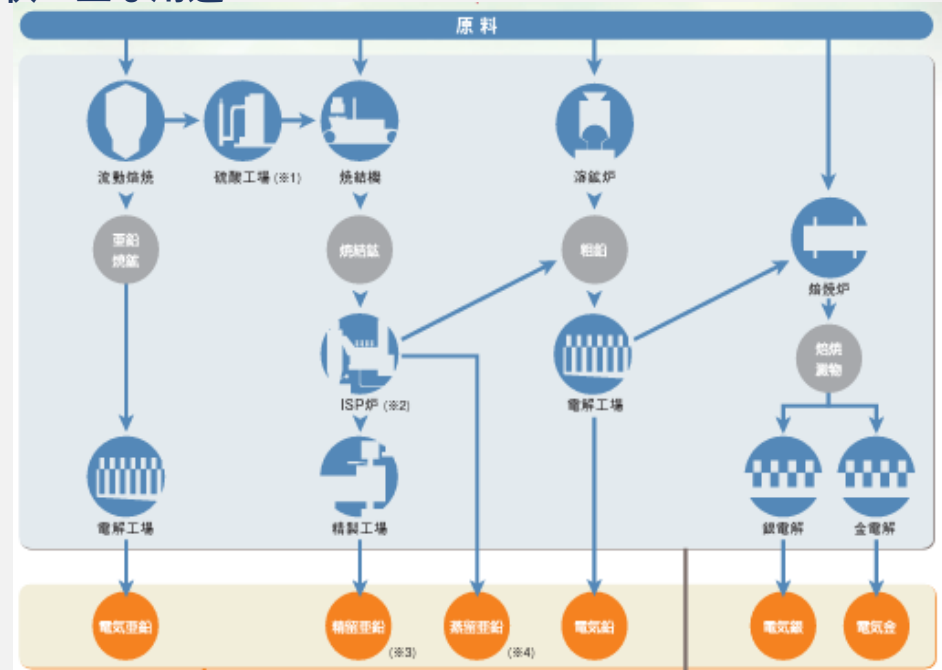 原料
流動焙焼
硫酸工場(※1)
焼結機
溶鉱炉
亜鉛
焼鉱
焼結鉱
粗鉛
焙焼炉
ISP炉(※2)
電解工場
焙焼
澱物
電解工場
精製工場
銀電解
金電解
電気亜鉛
精留亜鉛
(※3)
蒸留亜鉛
(※4)
電気鉛
電気銀
電気金